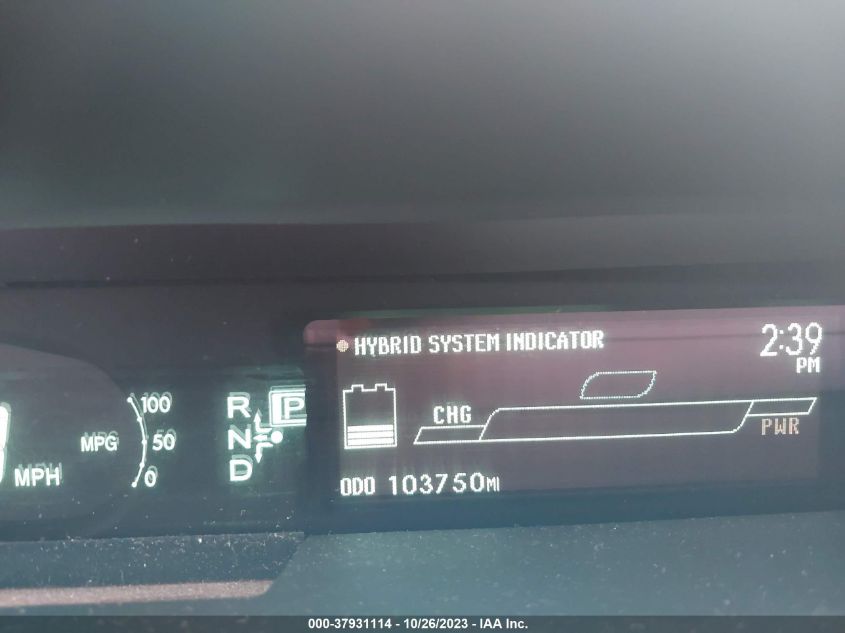 HYBRID SYSTEM INDICATOR
2:39
PM
100
MPG 50
0
MPH
R
P
N
D
CHG
PWR
ODO 103750MI
000-37931114 - 10/26/2023 - IAA Inc.